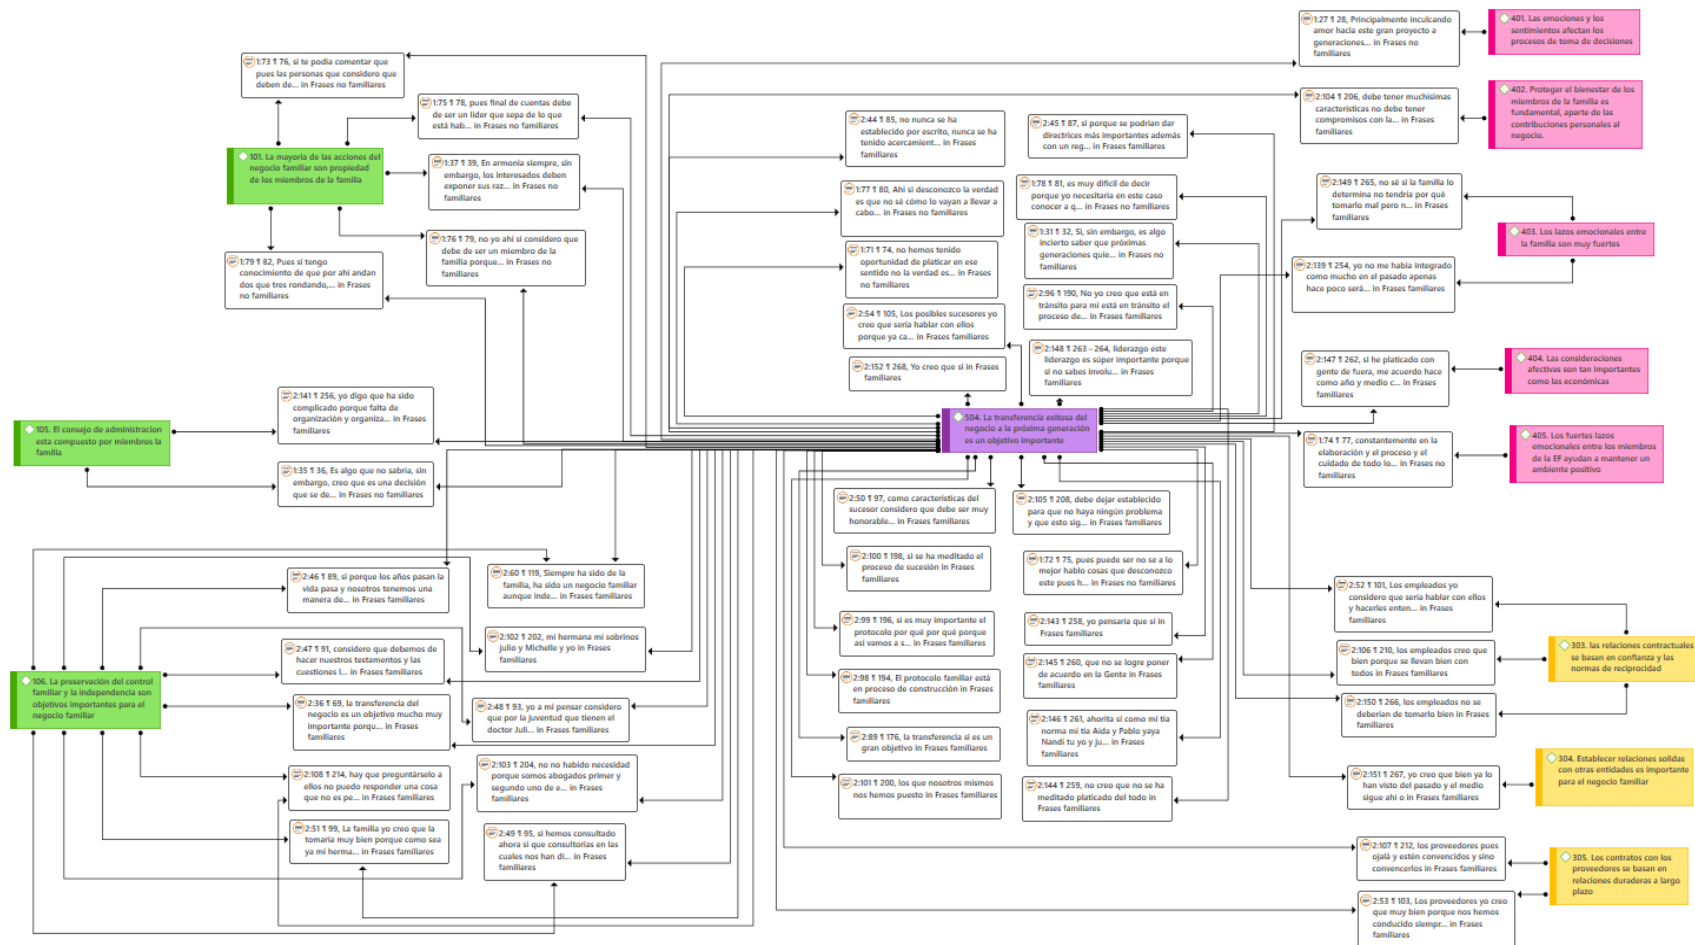 1:73 ¶ 76, si te podia comentar que
pues las personas que considero que
deben de... in Frases no familiares
1:75 ¶ 78, pues final de cuentas debe
de ser un lider que sepa de lo que
está hab... in Frases no familiares
101. La mayoria de las acciones del
negocio familiar son propiedad
de los miembros de la familia
1:37 ¶ 39, En armonia siempre, sin
embargo, los interesados deben
exponer sus raz... in Frases no
familiares
1:76 ¶ 79, no yo ahi si considero que
debe de ser un miembro de la
familia porque... in Frases no
familiares
1:79 ¶ 82, Pues si tengo
conocimiento de que por ahi andan
dos que tres rondando,... in Frases
no familiares
105. El consejo de administracion
esta compuesto por miembros la
familia
2:141 ¶ 256, yo digo que ha sido
complicado porque falta de
organización y organiza... in Frases
familiares
1:35 ¶ 36, Es algo que no sabria, sin
embargo, creo que es una decisión
que se de... in Frases no familiares
106. La preservación del control
familiar y la independencia son
objetivos importantes para el
negocio familiar
2:46 ¶ 89, si porque los años pasan la
vida pasa y nosotros tenemos una
manera de... in Frases familiares
2:60 ¶ 119, Siempre ha sido de la
familia, ha sido un negocio familiar
aunque inde... in Frases familiares
2:47 ¶ 91, considero que debemos de
hacer nuestros testamentos y las
cuestiones l... in Frases familiares
2:102 ¶ 202, mi hermana mi sobrinos
julio y Michelle y yo in Frases
familiares
2:36 ¶ 69, la transferencia del
negocio es un objetivo mucho muy
importante porqu... in Frases
familiares
2:48 ¶ 93, yo a mi pensar considero
que por la juventud que tienen el
doctor Juli... in Frases familiares
2:108 ¶ 214, hay que preguntárselo a
ellos no puedo responder una cosa
que no es pe... in Frases familiares
2:103 ¶ 204, no no habido necesidad
porque somos abogados primer y
segundo uno de e... in Frases
familiares
2:51 ¶ 99, La familia yo creo que la
tomaria muy bien porque como sea
ya mi herma... in Frases familiares
2:49 ¶ 95, si hemos consultado
ahora si que consultorias en las
cuales nos han di... in Frases
familiares
2:44 ¶ 85, no nunca se ha
establecido por escrito, nunca se ha
tenido acercamient... in Frases
familiares
2:45 ¶ 87, si porque se podrian dar
directrices más importantes además
con un reg... in Frases familiares
1:77 ¶ 80, Ahi si desconozco la verdad
es que no sé cómo lo vayan a llevar a
cabo... in Frases no familiares
1:78 ¶ 81, es muy dificil de decir
porque yo necesitaria en este caso
conocer a q... in Frases no familiares
1:71 ¶ 74, no hemos tenido
oportunidad de platicar en ese
sentido no la verdad es... in Frases
no familiares
1:31 ¶ 32, Si, sin embargo, es algo
incierto saber que próximas
generaciones quie... in Frases no
familiares
2:96 ¶ 190, No yo creo que está en
tránsito para mi está en tránsito el
proceso de... in Frases familiares
2:54 ¶ 105, Los posibles sucesores yo
creo que seria hablar con ellos
porque ya ca... in Frases familiares
2:148 ¶ 263 – 264, liderazgo este
liderazgo es súper importante porque
si no sabes involu... in Frases
familiares
2:152 ¶ 268, Yo creo que si in Frases
familiares
504. La transferencia exitosa del
negocio a la próxima generación
es un objetivo importante
2:50 ¶ 97, como características del
sucesor considero que debe ser muy
honorable... in Frases familiares
2:105 ¶ 208, debe dejar establecido
para que no haya ningún problema
y que esto sig... in Frases familiares
2:100 ¶ 198, si se ha meditado el
proceso de sucesión in Frases
familiares
1:72 ¶ 75, pues puede ser no se a lo
mejor hablo cosas que desconozco
este pues h... in Frases no familiares
2:99 ¶ 196, si es muy importante el
protocolo por qué por qué porque
asi vamos a s... in Frases familiares
2:143 ¶ 258, yo pensaria que si in
Frases familiares
2:98 ¶ 194, El protocolo familiar está
en proceso de construcción in Frases
familiares
2:145 ¶ 260, que no se logre poner
de acuerdo en la Gente in Frases
familiares
2:89 ¶ 176, la transferencia si es un
gran objetivo in Frases familiares
2:146 ¶ 261, ahorita si como mi tia
norma mi tia Aida y Pablo yaya
Nandi tu yo y ju... in Frases
familiares
2:101 ¶ 200, los que nosotros mismos
nos hemos puesto in Frases familiares
2:144 ¶ 259, no creo que no se ha
meditado platicado del todo in
Frases familiares
1:27 ¶ 28, Principalmente inculcando
amor hacia este gran proyecto a
generaciones... in Frases no
familiares
401. Las emociones y los
sentimientos afectan los
procesos de toma de decisiones
2:104 ¶ 206, debe tener muchísimas
características no debe tener
compromisos con la... in Frases
familiares
402. Proteger el bienestar de los
miembros de la familia es
fundamental, aparte de las
contribuciones personales al
negocio.
2:149 ¶ 265, no sé si la familia lo
determina no tendria por qué
tomarlo mal pero n... in Frases
familiares
403. Los lazos emocionales entre
la familia son muy fuertes
2:139 ¶ 254, yo no me habia integrado
como mucho en el pasado apenas
hace poco será... in Frases
familiares
2:147 ¶ 262, si he platicado con
gente de fuera, me acuerdo hace
como año y medio c... in Frases
familiares
404. Las consideraciones
afectivas son tan importantes
como las económicas
1:74 ¶ 77, constantemente en la
elaboración y el proceso y el
cuidado de todo lo... in Frases no
familiares
405. Los fuertes lazos
emocionales entre los miembros
de la EF ayudan a mantener un
ambiente positivo
2:52 ¶ 101, Los empleados yo
considero que seria hablar con ellos
y hacerles enten... in Frases
familiares
303. las relaciones contractuales
se basan en confianza y las
normas de reciprocidad
2:106 ¶ 210, los empleados creo que
bien porque se llevan bien con
todos in Frases familiares
2:150 ¶ 266, los empleados no se
deberian de tomarlo bien in Frases
familiares
304. Establecer relaciones solidas
con otras entidades es importante
para el negocio familiar
2:151 ¶ 267, yo creo que bien ya lo
han visto del pasado y el medio
sigue ahi o in Frases familiares
2:107 ¶ 212, los proveedores pues
ojalá y estén convencidos y sino
convencerlos in Frases familiares
305. Los contratos con los
proveedores se basan en
relaciones duraderas a largo
plazo
2:53 ¶ 103, Los proveedores yo creo
que muy bien porque nos hemos
conducido siempr... in Frases
familiares